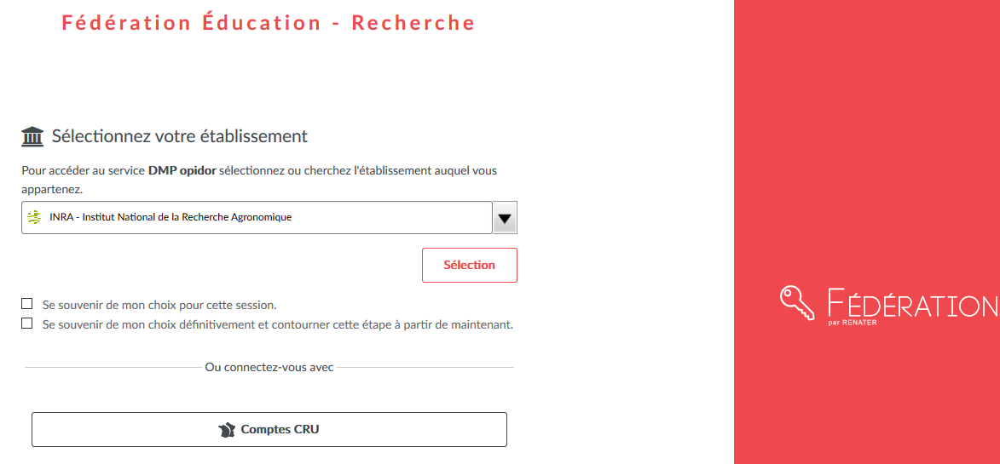 Fédération Éducation - Recherche
Sélectionnez votre établissement
Pour accéder au service DMP opidor sélectionnez ou cherchez l'établissement auquel vous
appartenez.
INRA - Institut National de la Recherche Agronomique
Sélection
Se souvenir de mon choix pour cette session.
Se souvenir de mon choix définitivement et contourner cette étape à partir de maintenant.
Ou connectez-vous avec
Comptes CRU
FÉDÉRATION
par RENATER